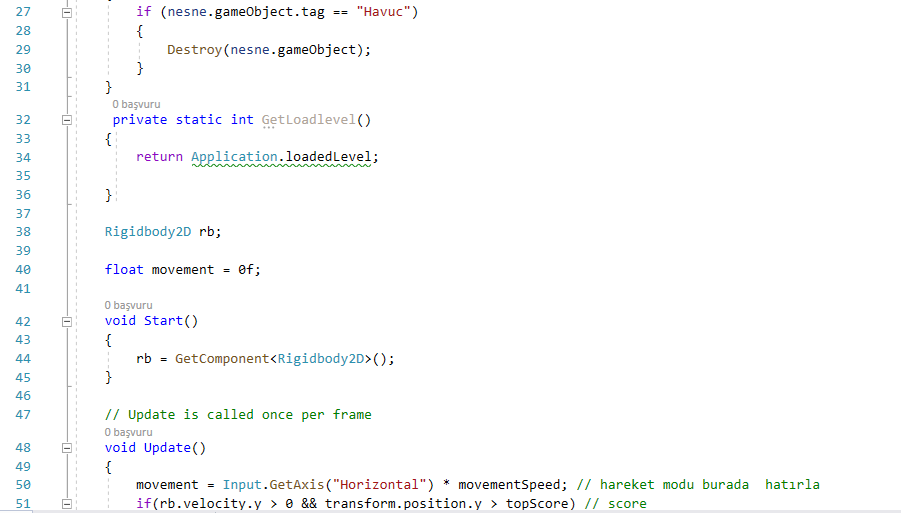 27 if (nesne.gameObject.tag == "Havuc")
28 {
29 Destroy(nesne.gameObject);
30 }
31 }
0 başvuru
32 private static int GetLoadlevel()
33 {
34 return Application.loadedLevel;
35
36 }
37
38 Rigidbody2D rb;
39
40 float movement = 0f;
41
0 başvuru
42 void Start()
43 {
44 rb = GetComponent<Rigidbody2D>();
45 }
46
47 // Update is called once per frame
0 başvuru
48 void Update()
49 {
50 movement = Input.GetAxis("Horizontal") * movementSpeed; // hareket modu burada  hatırla
51 if(rb.velocity.y > 0 && transform.position.y > topScore) // score